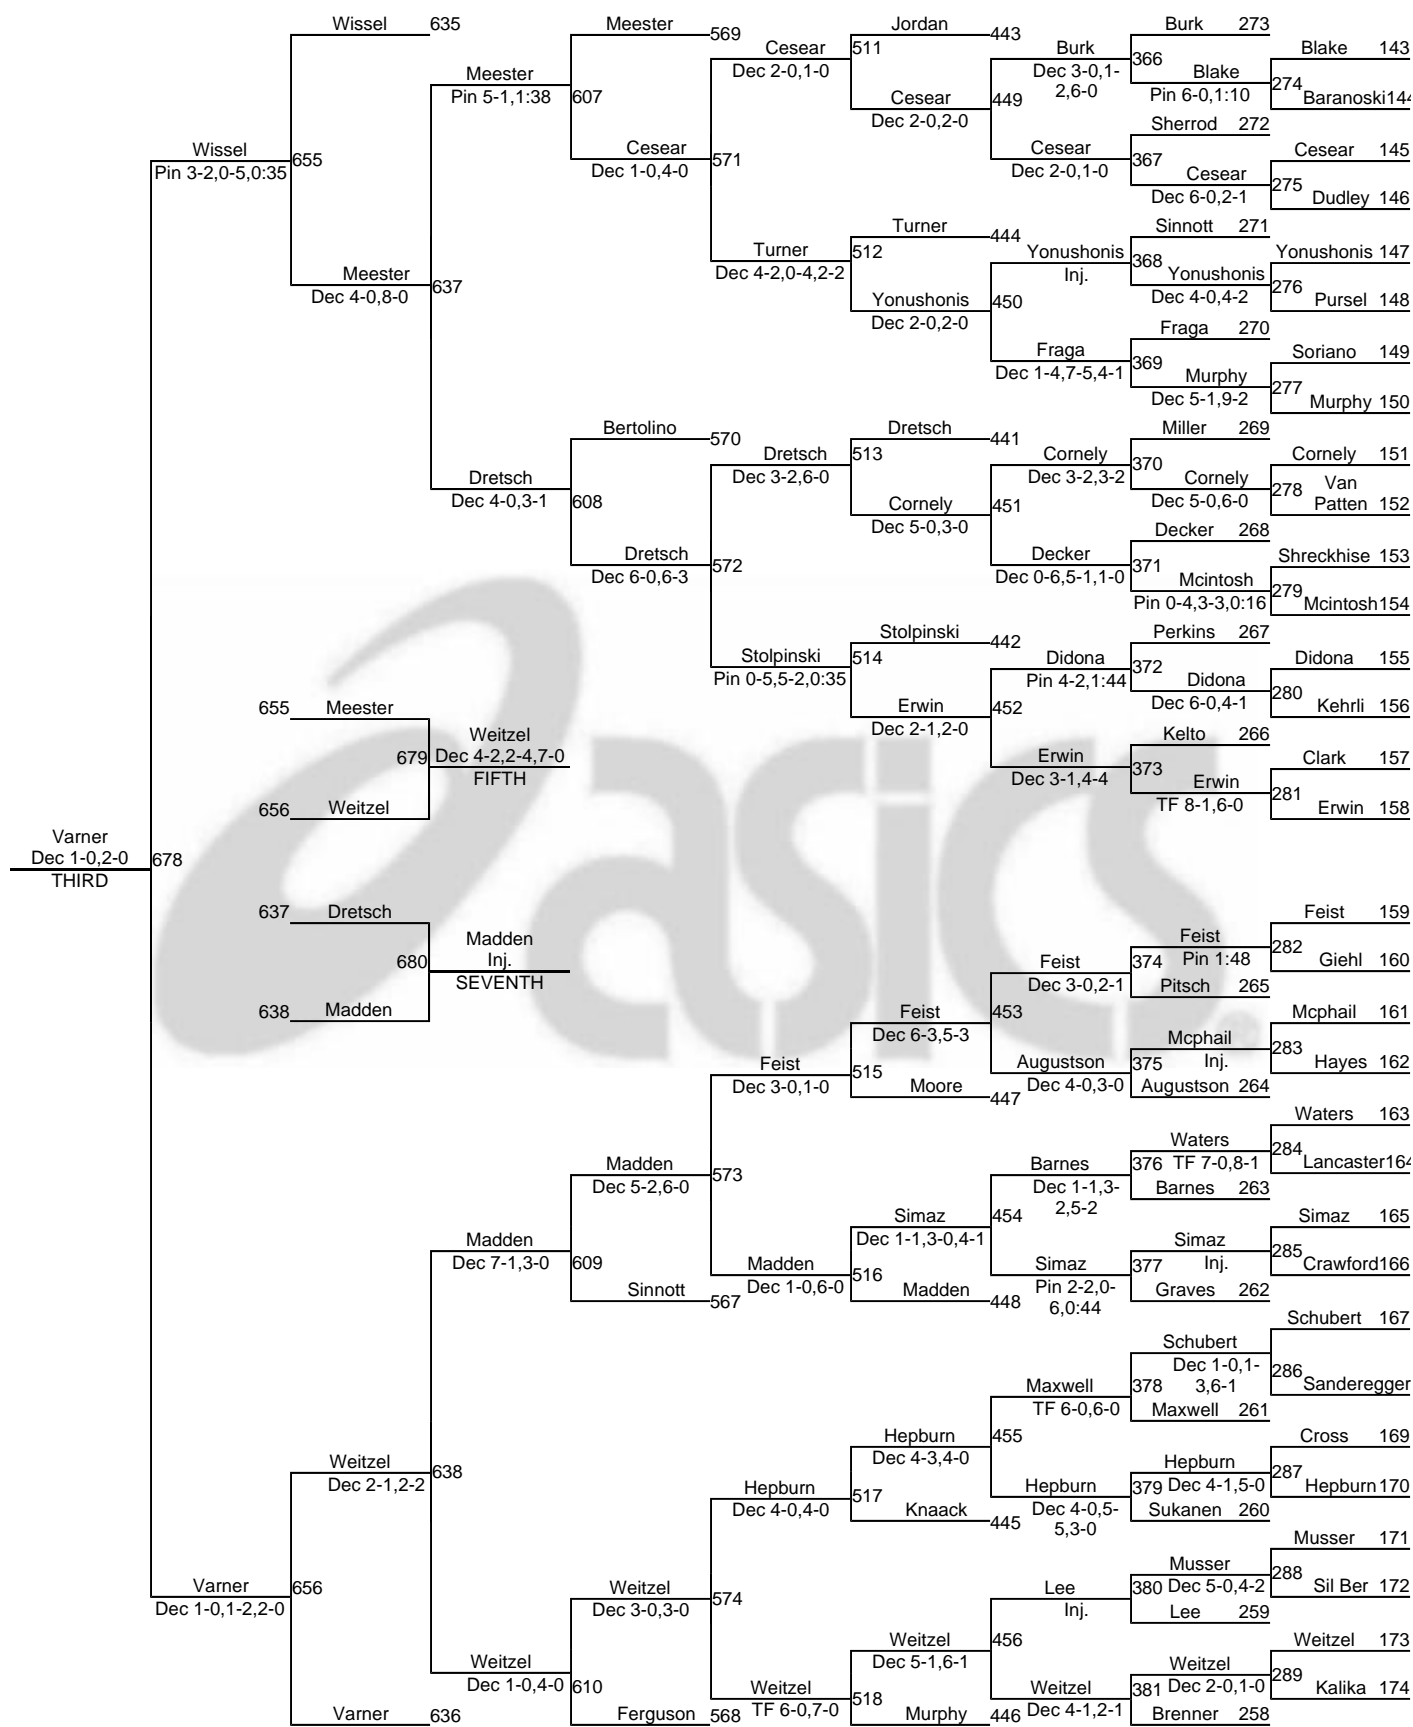 Wissel 635
Meester
Jordan
Burk 273
Meester 569
Cesear 511
443
Burk
Blake 143
Dec 2-0,1-0
Dec 3-0,1-
2,6-0
366
Blake
Pin 6-0,1:10
274
Baranoski 144
Meester
Pin 5-1,1:38
607
Cesear
Dec 2-0,2-0
449
Sherrod 272
Wissel
Pin 3-2,0-5,0:35
655
Cesear
Dec 1-0,4-0
571
Cesear
Dec 2-0,1-0
367
Cesear
Dec 6-0,2-1
Cesear 145
275
Dudley 146
Turner 444
Sinnott 271
Turner
Dec 4-2,0-4,2-2
512
Yonushonis
Inj.
368
Yonushonis
Dec 4-0,4-2
Yonushonis 147
276
Pursel 148
Meester
Dec 4-0,8-0
637
Yonushonis
Dec 2-0,2-0
450
Fraga 270
Fraga
Dec 1-4,7-5,4-1
369
Murphy
Dec 5-1,9-2
Soriano 149
277
Murphy 150
Bertolino 570
Dretsch 441
Miller 269
Dretsch
Dec 3-2,6-0
513
Cornely
Dec 3-2,3-2
370
Cornely
Dec 5-0,6-0
Cornely 151
278
Van
Patten 152
Dretsch
Dec 4-0,3-1
608
Cornely
Dec 5-0,3-0
451
Decker 268
Dretsch
Dec 6-0,6-3
572
Decker
Dec 0-6,5-1,1-0
371
Mcintosh
Pin 0-4,3-3,0:16
Shreckhise 153
279
Mcintosh 154
Stolpinski 442
Perkins 267
Stolpinski
Pin 0-5,5-2,0:35
514
Didona
Pin 4-2,1:44
372
Didona
Dec 6-0,4-1
Didona 155
280
Kehrli 156
655 Meester
Erwin
Dec 2-1,2-0
452
Kelto 266
679
Weitzel
Dec 4-2,2-4,7-0
FIFTH
Erwin
Dec 3-1,4-4
373
Erwin
TF 8-1,6-0
Clark 157
281
Erwin 158
656 Weitzel
Varner
Dec 1-0,2-0
THIRD
678
asics
637 Dretsch
680
Madden
Inj.
SEVENTH
638 Madden
Feist 159
Feist
Pin 1:48
282
Giehl 160
Feist
Dec 3-0,2-1
374
Pitsch 265
Feist
Dec 6-3,5-3
453
Mcphail 161
Mcphail
Inj.
283
Hayes 162
Feist
Dec 3-0,1-0
515
Augustson
Dec 4-0,3-0
375
Augustson 264
Moore 447
Waters 163
Waters
TF 7-0,8-1
284
Lancaster 164
Madden
Dec 5-2,6-0
573
Barnes
Dec 1-1,3-
2,5-2
376
Barnes 263
Simaz
Dec 1-1,3-0,4-1
454
Simaz 165
Simaz
Inj.
285
Crawford 166
Madden
Dec 7-1,3-0
609
Madden
Dec 1-0,6-0
516
Simaz
Pin 2-2,0-
6,0:44
377
Graves 262
Sinnott 567
Madden 448
Schubert 167
Schubert
Dec 1-0,1-
3,6-1
286
Sanderegger
Maxwell
TF 6-0,6-0
378
Maxwell 261
Hepburn
Dec 4-3,4-0
455
Cross 169
Hepburn
Dec 4-1,5-0
287
Hepburn 170
Weitzel
Dec 2-1,2-2
638
Hepburn
Dec 4-0,4-0
517
Hepburn
Dec 4-0,5-
5,3-0
379
Sukanen 260
Knaack 445
Musser 171
Musser
Dec 5-0,4-2
288
Sil Ber 172
Varner
Dec 1-0,1-2,2-0
656
Weitzel
Dec 3-0,3-0
574
Lee
Inj.
380
Lee 259
Weitzel
Dec 5-1,6-1
456
Weitzel 173
Weitzel
Dec 2-0,1-0
289
Kalika 174
Weitzel
Dec 1-0,4-0
610
Weitzel
TF 6-0,7-0
518
Weitzel
Dec 4-1,2-1
381
Brenner 258
Varner 636
Ferguson 568
Murphy 446